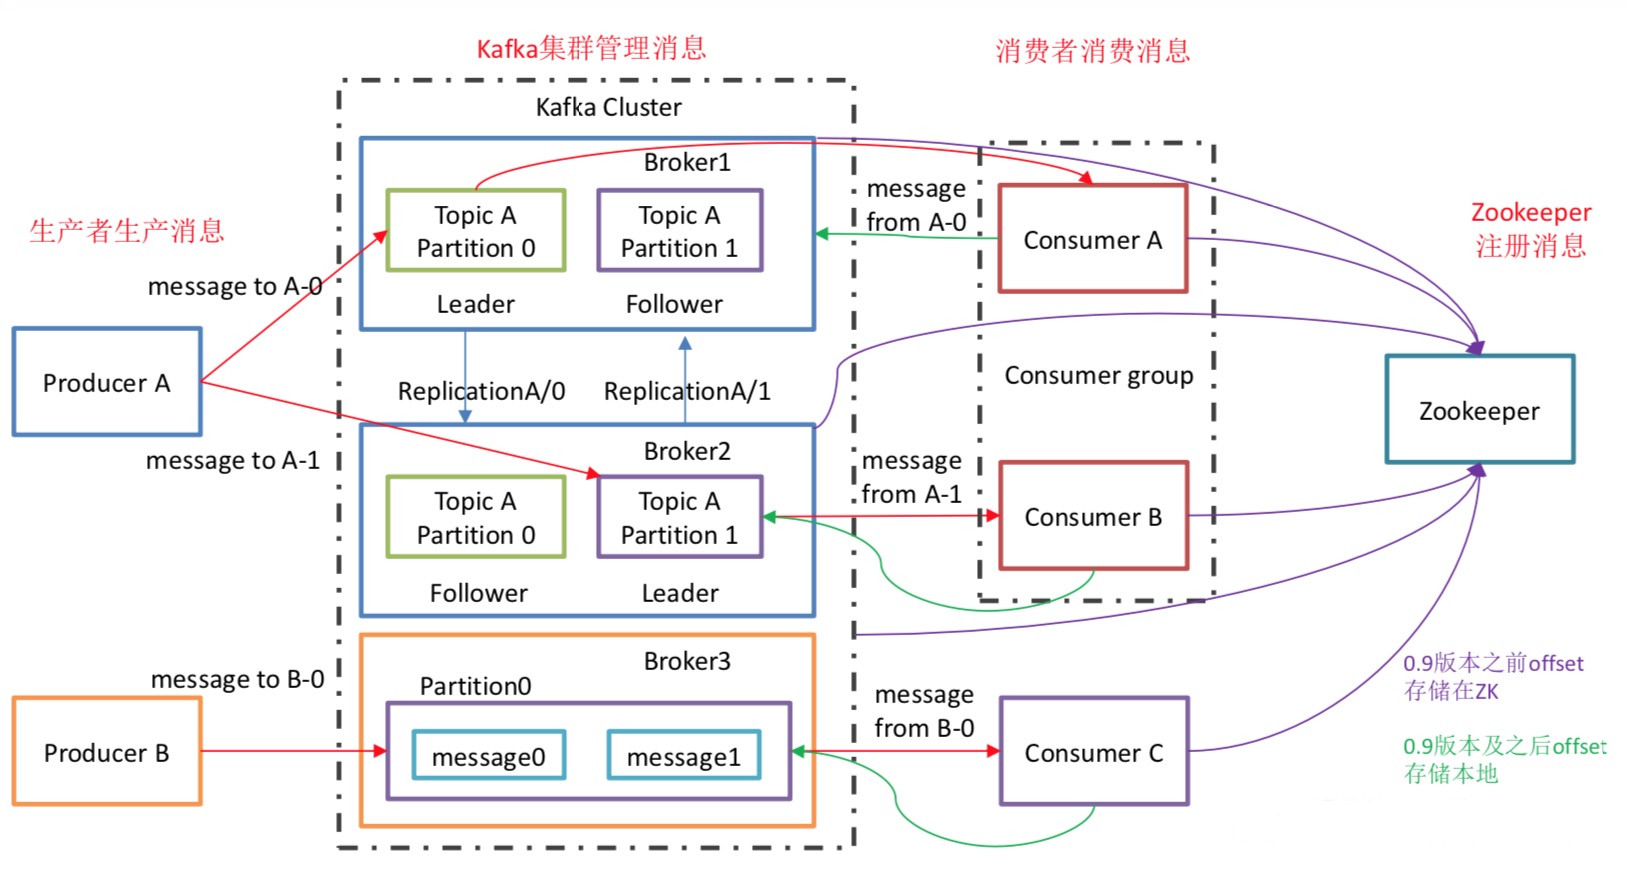 Kafka集群管理消息
消费者消费消息
Kafka Cluster
Broker1
Topic A
Partition 0
Topic A
Partition 1
Leader
Follower
message
from A-0
Consumer A
Zookeeper
注册消息
生产者生产消息
message to A-0
Producer A
message to A-1
ReplicationA/0
ReplicationA/1
Consumer group
Zookeeper
Broker2
Topic A
Partition 0
Topic A
Partition 1
Follower
Leader
message
from A-1
Consumer B
message to B-0
Producer B
Broker3
Partition0
message0
message1
message
from B-0
Consumer C
0.9版本之前offset
存储在ZK
0.9版本及之后offset
存储本地